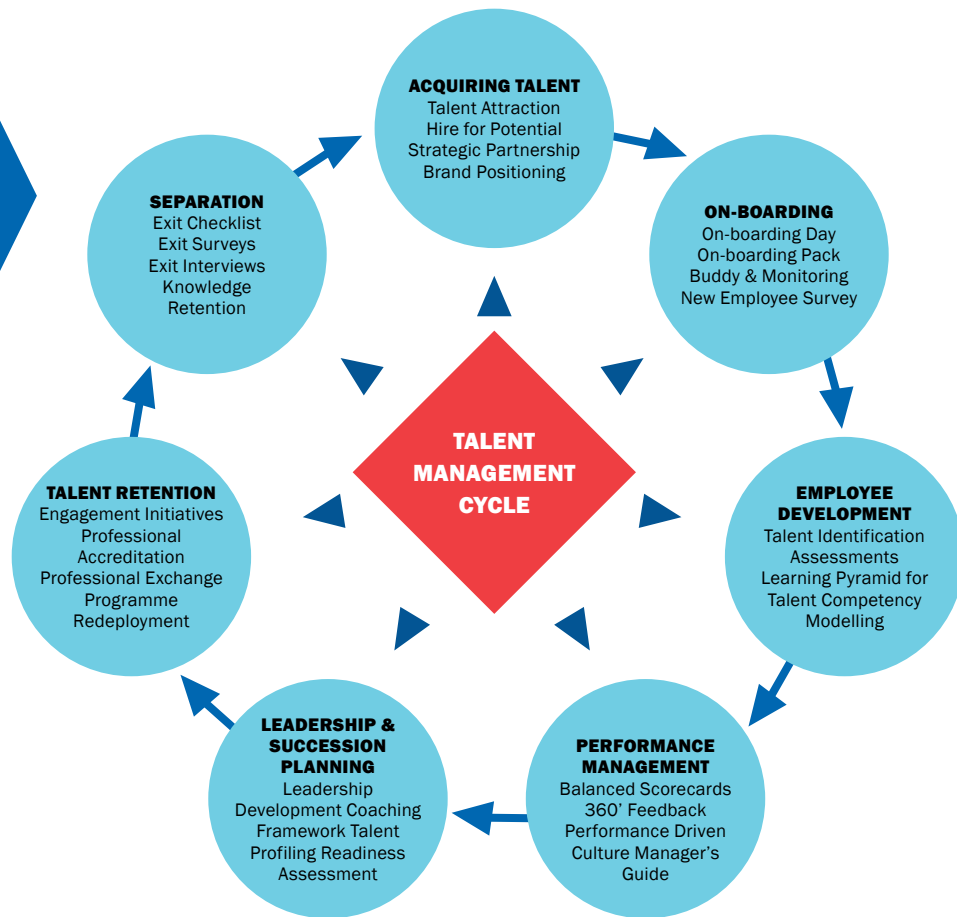 ACQUIRING TALENT
Talent Attraction
Hire for Potential
Strategic Partnership
Brand Positioning
ON-BOARDING
On-boarding Day
On-boarding Pack
Buddy & Monitoring
New Employee Survey
EMPLOYEE
DEVELOPMENT
Talent Identification
Assessments
Learning Pyramid for
Talent Competency
Modelling
PERFORMANCE
MANAGEMENT
Balanced Scorecards
360' Feedback
Performance Driven
Culture Manager's
Guide
LEADERSHIP &
SUCCESSION
PLANNING
Leadership
Development Coaching
Framework Talent
Profiling Readiness
Assessment
TALENT RETENTION
Engagement Initiatives
Professional
Accreditation
Professional Exchange
Programme
Redeployment
SEPARATION
Exit Checklist
Exit Surveys
Exit Interviews
Knowledge
Retention
TALENT
MANAGEMENT
CYCLE